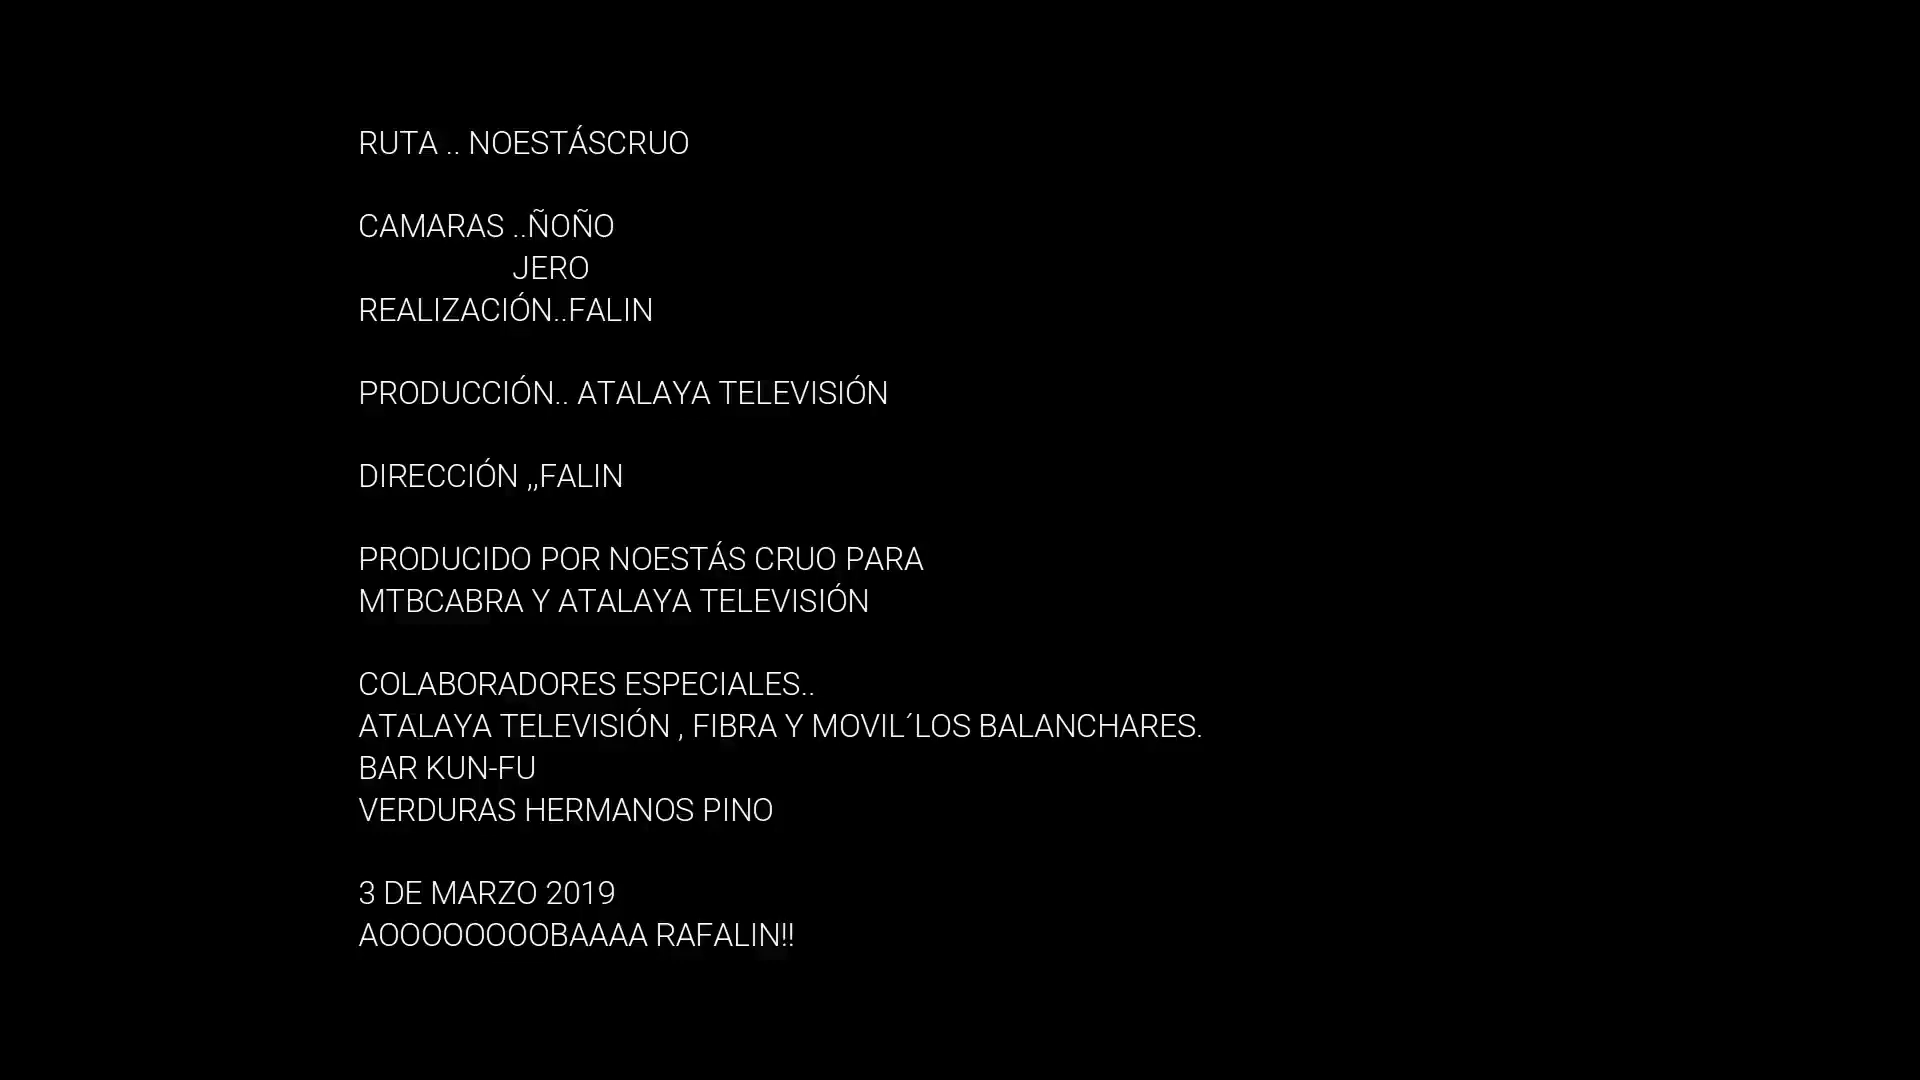 RUTA .. NOESTÁSCRUO
CAMARAS ..ÑOÑO
JERO
REALIZACIÓN..FALIN
PRODUCCIÓN.. ATALAYA TELEVISIÓN
DIRECCIÓN ,,FALIN
PRODUCIDO POR NOESTÁS CRUO PARA
MTBCABRA Y ATALAYA TELEVISIÓN
COLABORADORES ESPECIALES..
ATALAYA TELEVISIÓN , FIBRA Y MOVIL´LOS BALANCHARES.
BAR KUN-FU
VERDURAS HERMANOS PINO
3 DE MARZO 2019
AOOOOOOOOBAAAA RAFALIN!!